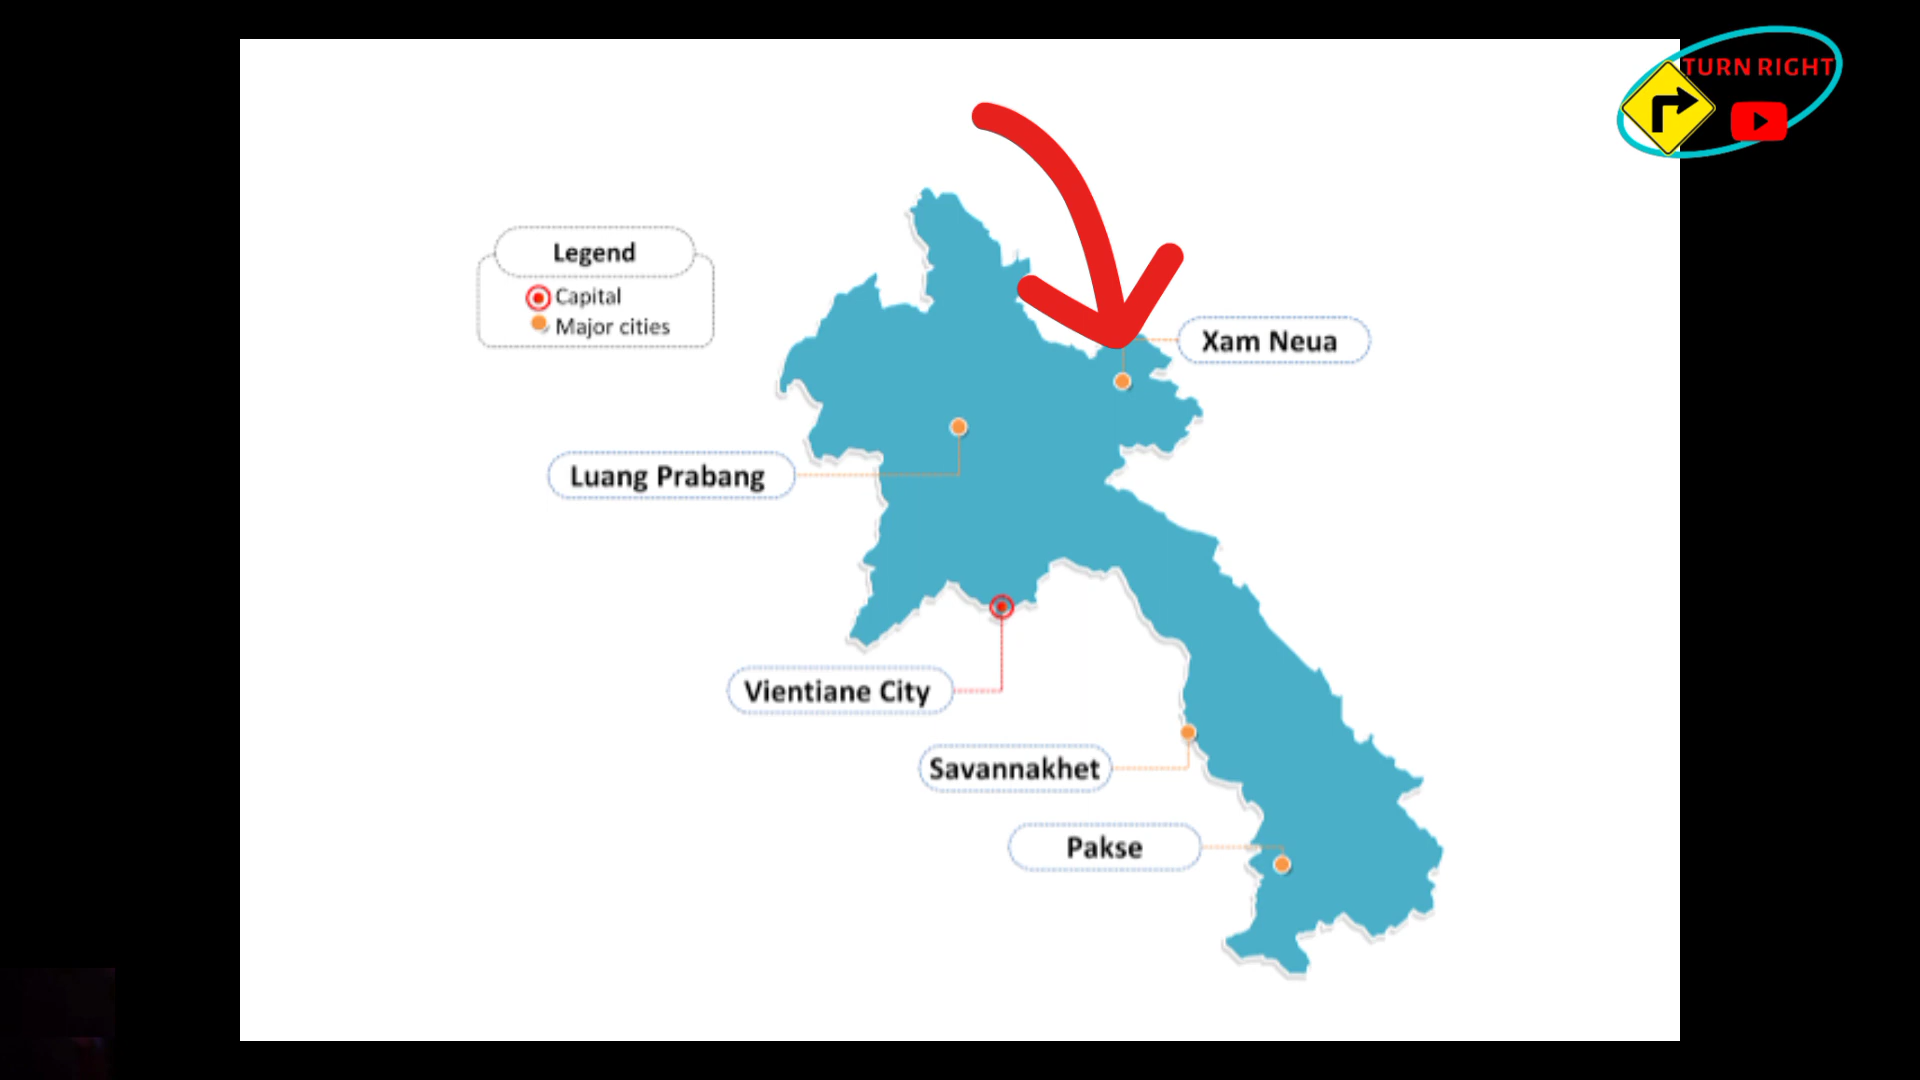 TURN RIGHT
Legend
Capital
Major cities
Xam Neua
Luang Prabang
Vientiane City
Savannakhet
Pakse